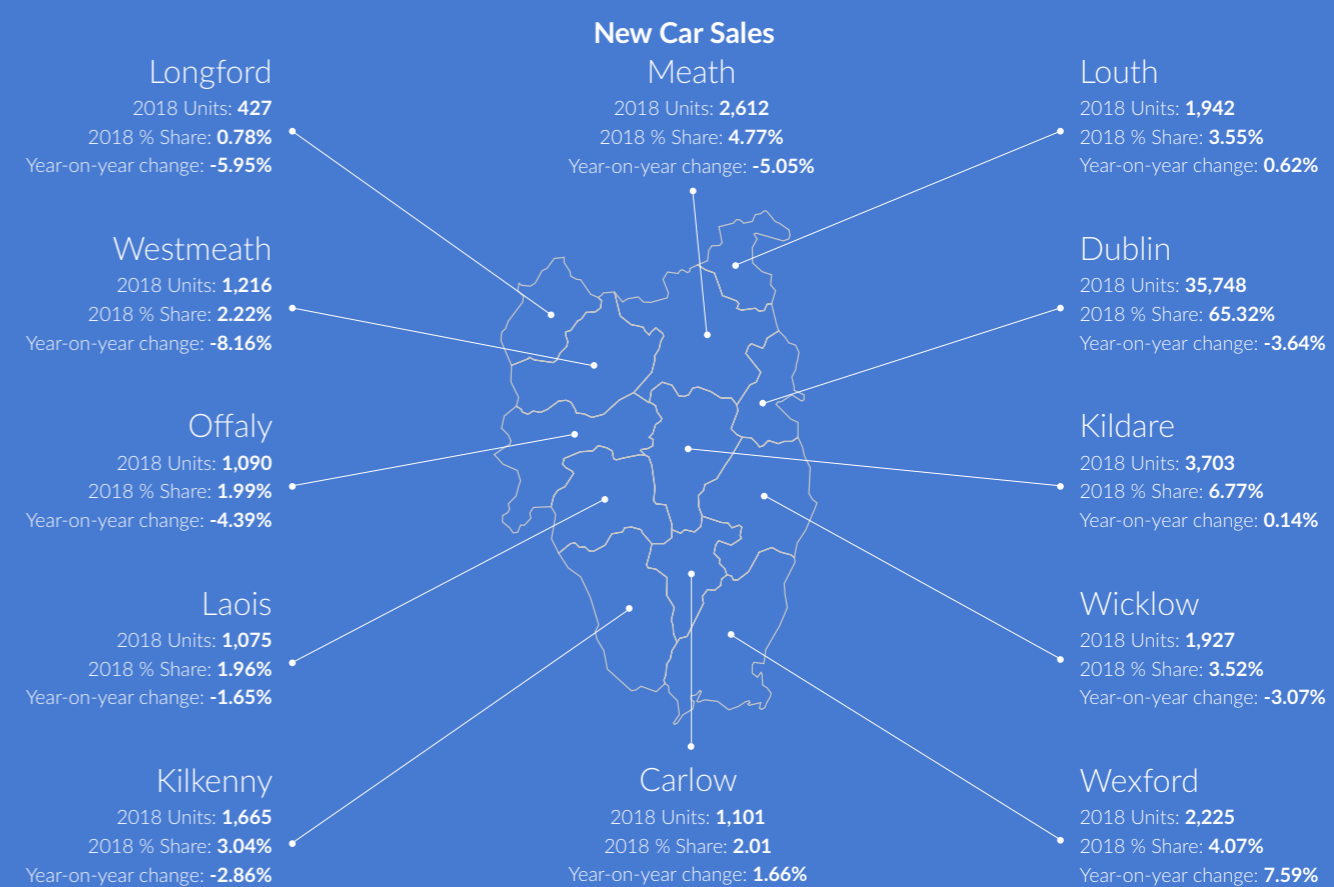 New Car Sales
Longford
2018 Units: 427
2018 % Share: 0.78%
Year-on-year change: -5.95%
Meath
2018 Units: 2,612
2018 % Share: 4.77%
Year-on-year change: -5.05%
Louth
2018 Units: 1,942
2018 % Share: 3.55%
Year-on-year change: 0.62%
Westmeath
2018 Units: 1,216
2018 % Share: 2.22%
Year-on-year change: -8.16%
Dublin
2018 Units: 35,748
2018 % Share: 65.32%
Year-on-year change: -3.64%
Offaly
2018 Units: 1,090
2018 % Share: 1.99%
Year-on-year change: -4.39%
Kildare
2018 Units: 3,703
2018 % Share: 6.77%
Year-on-year change: 0.14%
Laois
2018 Units: 1,075
2018 % Share: 1.96%
Year-on-year change: -1.65%
Wicklow
2018 Units: 1,927
2018 % Share: 3.52%
Year-on-year change: -3.07%
Kilkenny
2018 Units: 1,665
2018 % Share: 3.04%
Year-on-year change: -2.86%
Carlow
2018 Units: 1,101
2018 % Share: 2.01
Year-on-year change: 1.66%
Wexford
2018 Units: 2,225
2018 % Share: 4.07%
Year-on-year change: 7.59%